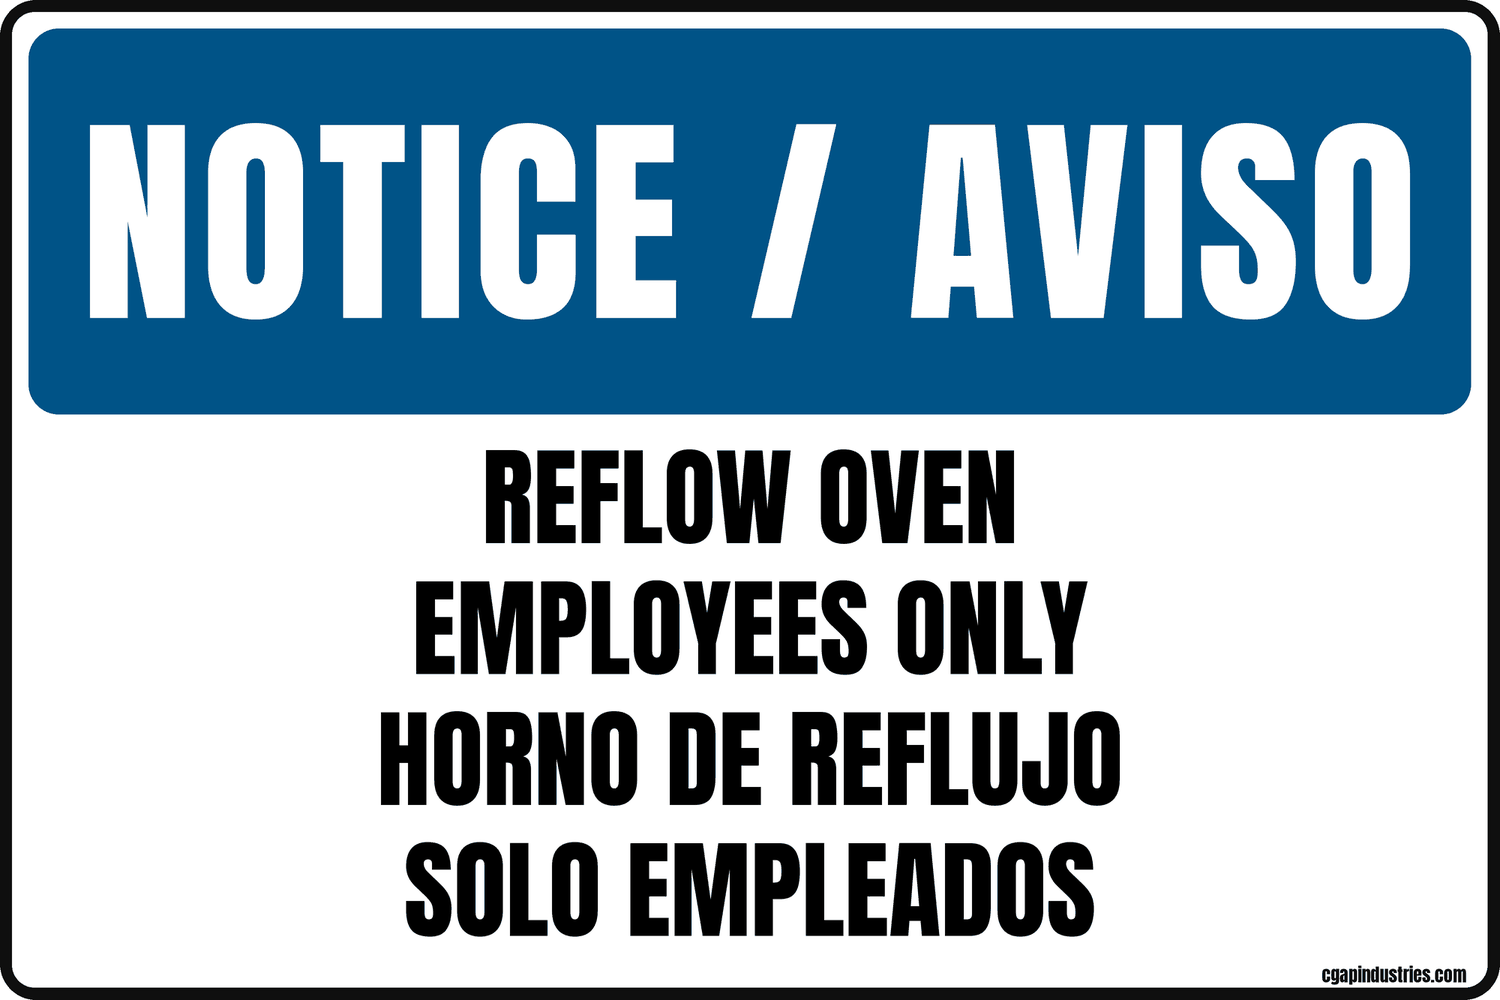 NOTICE / AVISO
REFLOW OVEN
EMPLOYEES ONLY
HORNO DE REFLUJO
SOLO EMPLEADOS
cgapindustries.com